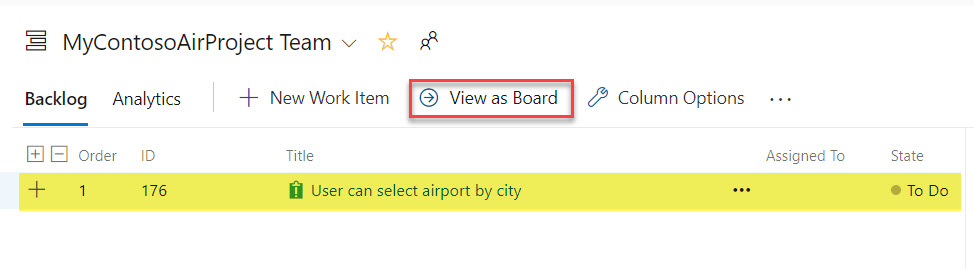 MyContosoAirProject Team
Backlog Analytics New Work Item View as Board Column Options
Order ID Title Assigned To State
1 176 User can select airport by city To Do